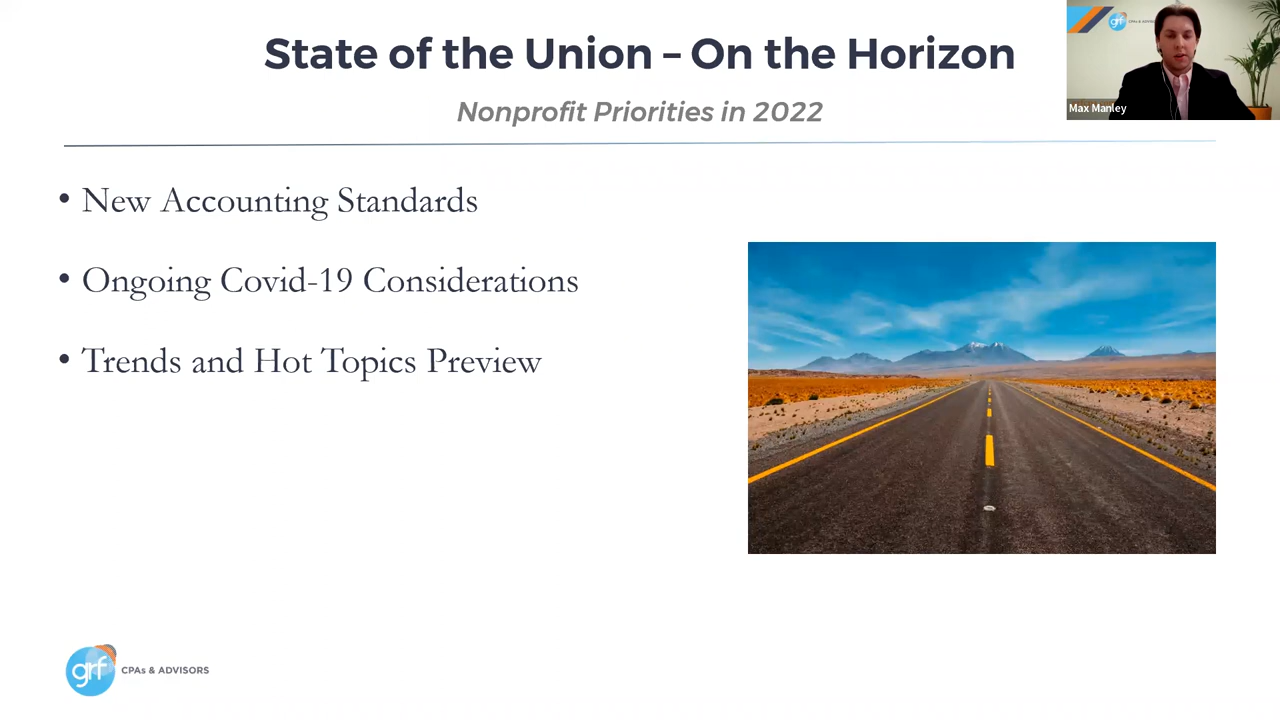 State of the Union – On the Horizon
Nonprofit Priorities in 2022
grf
Max Manley
• New Accounting Standards
• Ongoing Covid-19 Considerations
• Trends and Hot Topics Preview
grf CPAs & ADVISORS